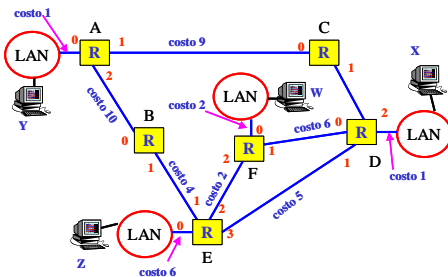 costo 1
A
C
X
0
R
1
costo 9
0
R
LAN
2
1
LAN
W
Y
costo 10
B
costo 2
costo 6
2
LAN
0
R
0
0
R
R
1
F
D
1
2
1
costo 1
costo 4
costo 2
costo 5
1
2
LAN
0
R
3
Z
costo 6
E